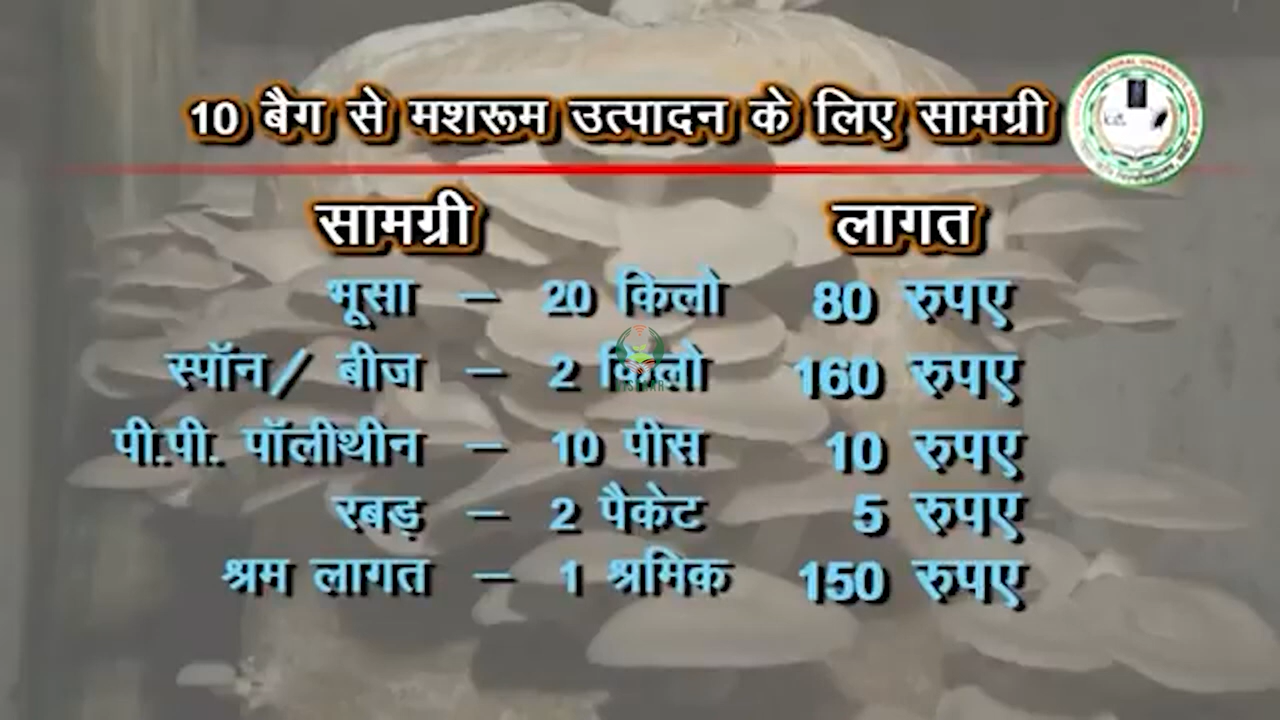 10 बैग से मशरूम उत्पादन के लिए सामग्री
सामग्री लागत
भूसा – 20 किलो 80 रुपए
स्पॉन/ बीज – 2 किलो 160 रुपए
पी.पी. पॉलीथीन – 10 पीस 10 रुपए
रबड़ – 2 पैकेट 5 रुपए
श्रम लागत – 1 श्रमिक 150 रुपए